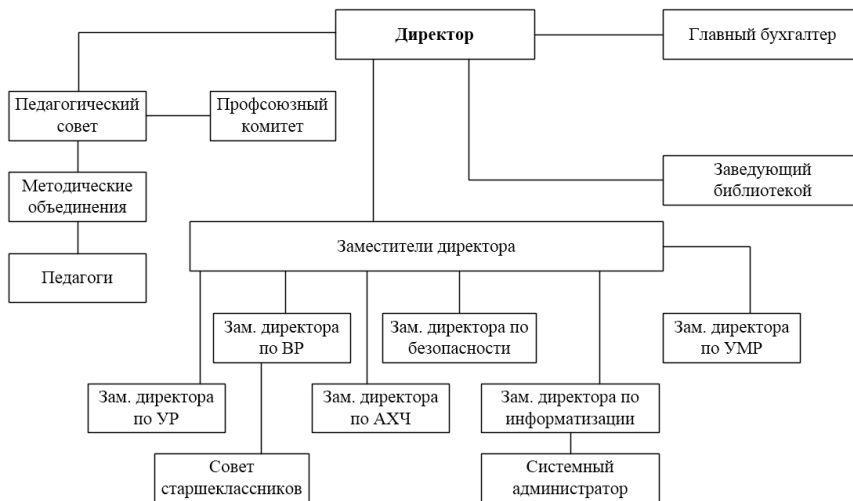 Директор
Главный бухгалтер
Педагогический
совет
Профсоюзный
комитет
Методические
объединения
Заведующий
библиотекой
Педагоги
Заместители директора
Зам. директора
по ВР
Зам. директора по
безопасности
Зам. директора
по УМР
Зам. директора
по УР
Зам. директора
по АХЧ
Зам. директора по
информатизации
Совет
старшеклассников
Системный
администратор